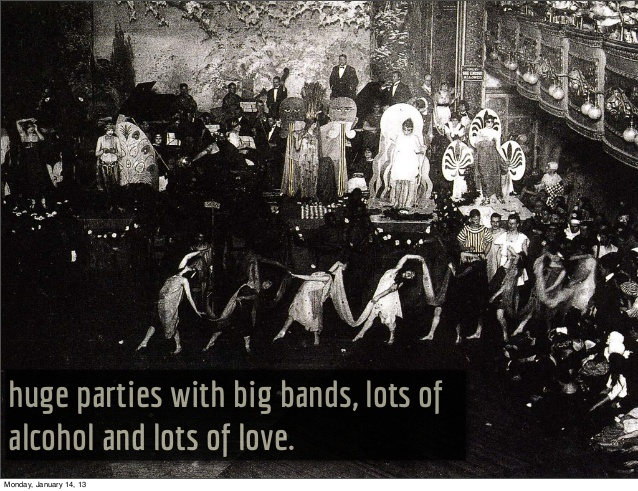 huge parties with big bands, lots of
alcohol and lots of love.
Monday, January 14, 13